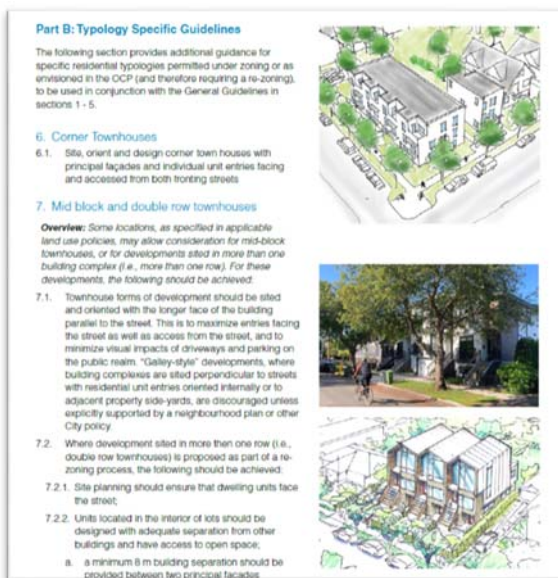 Part B: Typology Specific Guidelines
The following section provides additional guidance for
specific residential typologies permitted under zoning or as
envisioned in the OCP (and therefore requiring a re-zoning),
to be used in conjunction with the General Guidelines in
sections 1 - 5.
6. Corner Townhouses
6.1. Site, orient and design corner town houses with
principal façades and individual unit entries facing
and accessed from both fronting streets
7. Mid block and double row townhouses
Overview: Some locations, as specified in applicable
land use policies, may allow consideration for mid-block
townhouses, or for developments sited in more than one
building complex (i.e., more than one row). For these
developments, the following should be achieved:
7.1. Townhouse forms of development should be sited
and oriented with the longer face of the building
parallel to the street. This is to maximize entries facing
the street as well as access from the street, and to
minimize visual impacts of driveways and parking on
the public realm. "Galley-style" developments, where
building complexes are sited perpendicular to streets
with residential unit entries oriented internally or to
adjacent property side-yards, are discouraged unless
explicitly supported by a neighbourhood plan or other
City policy.
7.2. Where development sited in more then one row (i.e.,
double row townhouses) is proposed as part of a re-
zoning process, the following should be achieved:
7.2.1. Site planning should ensure that dwelling units face
the street;
7.2.2. Units located in the interior of lots should be
designed with adequate separation from other
buildings and have access to open space;
a. a minimum 8 m building separation should be
provided between two principal facades